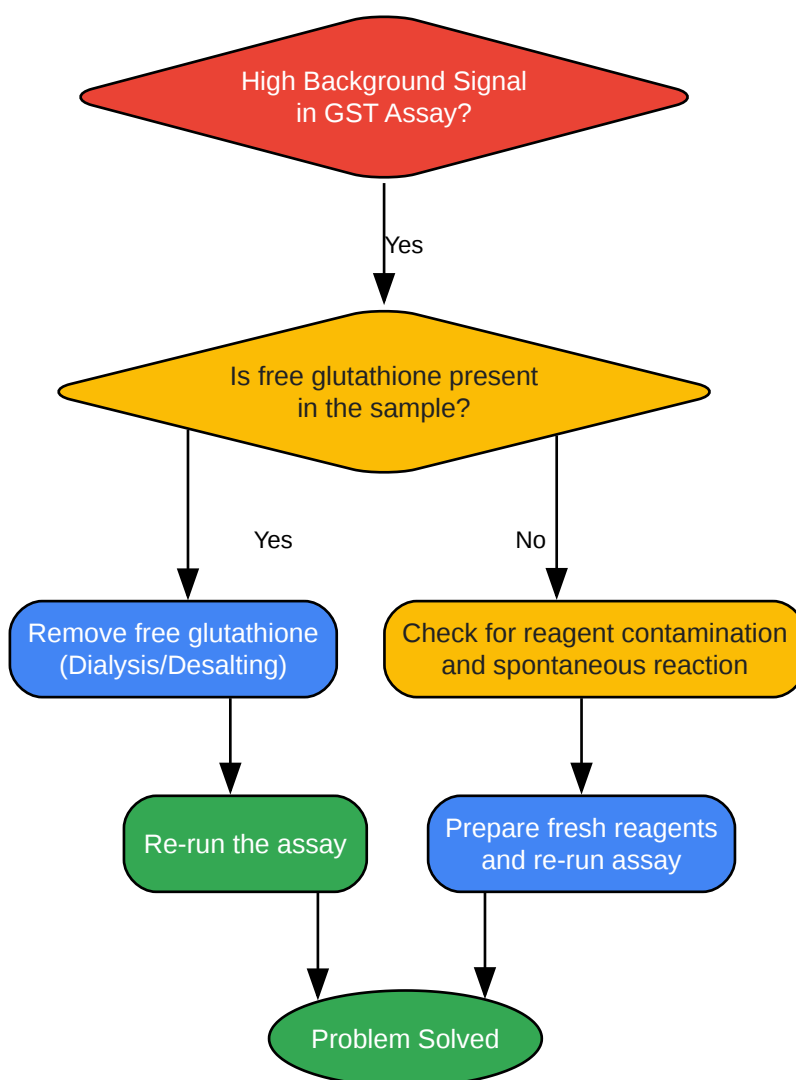 High Background Signal
in GST Assay?
Yes
Is free glutathione present
in the sample?
Yes
No
Remove free glutathione
(Dialysis/Desalting)
Check for reagent contamination
and spontaneous reaction
Re-run the assay
Prepare fresh reagents
and re-run assay
Problem Solved